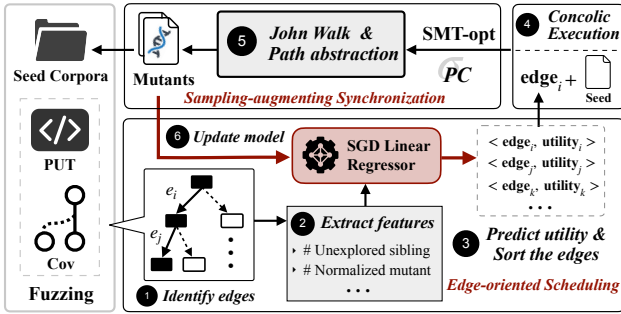 Seed Corpora
</>
PUT
Cov
Fuzzing
Mutants
5
John Walk &
Path abstraction
SMT-opt
σ
PC
Sampling-augmenting Synchronization
4
Concolic
Execution
edge_i +
Seed
6
Update model
SGD Linear
Regressor
< edge_i, utility_i >
< edge_j, utility_j >
< edge_k, utility_k >
...
e_i
e_j
1
Identify edges
2
Extract features
‣ # Unexplored sibling
‣ # Normalized mutant
...
3
Predict utility &
Sort the edges
Edge-oriented Scheduling